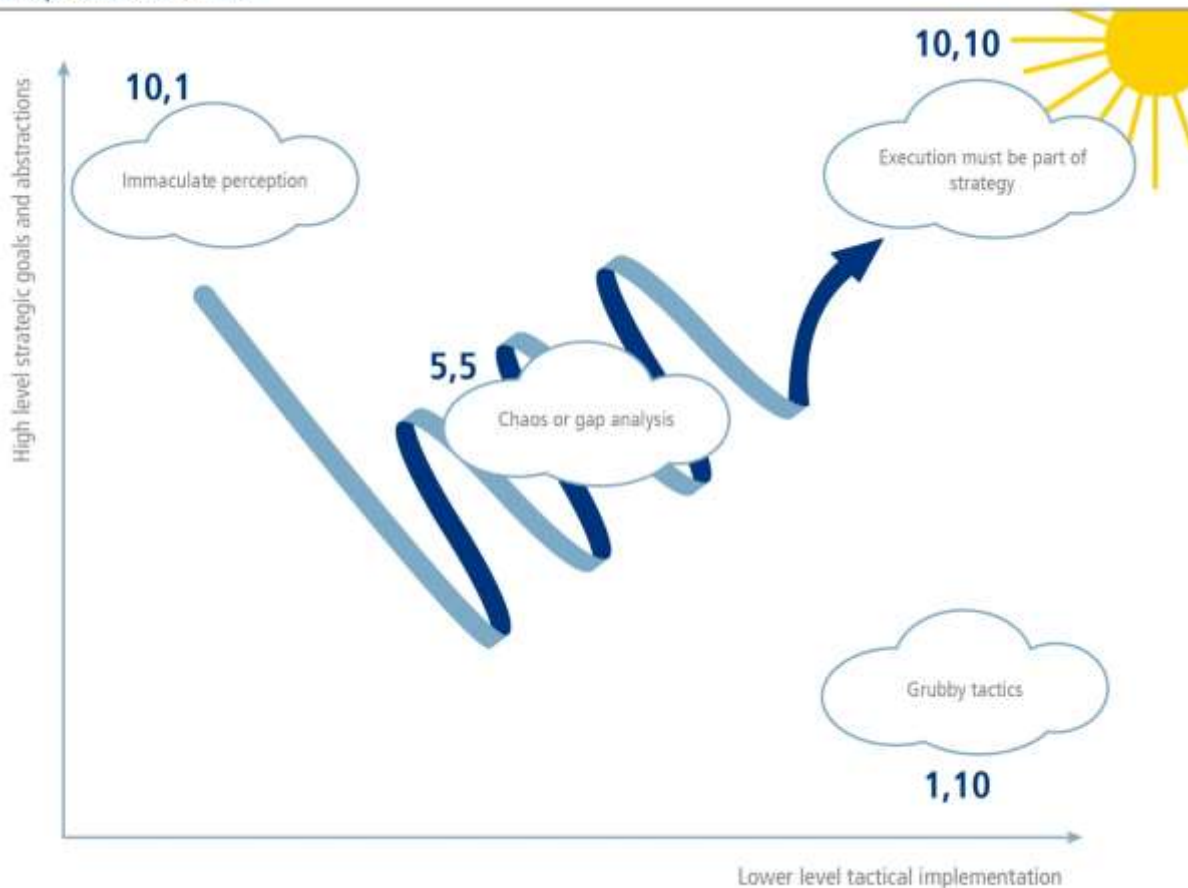 10,10
10,1
High level strategic goals and abstractions
Immaculate perception
Execution must be part of
strategy
5,5
Chaos or gap analysis
Grubby tactics
1,10
Lower level tactical implementation